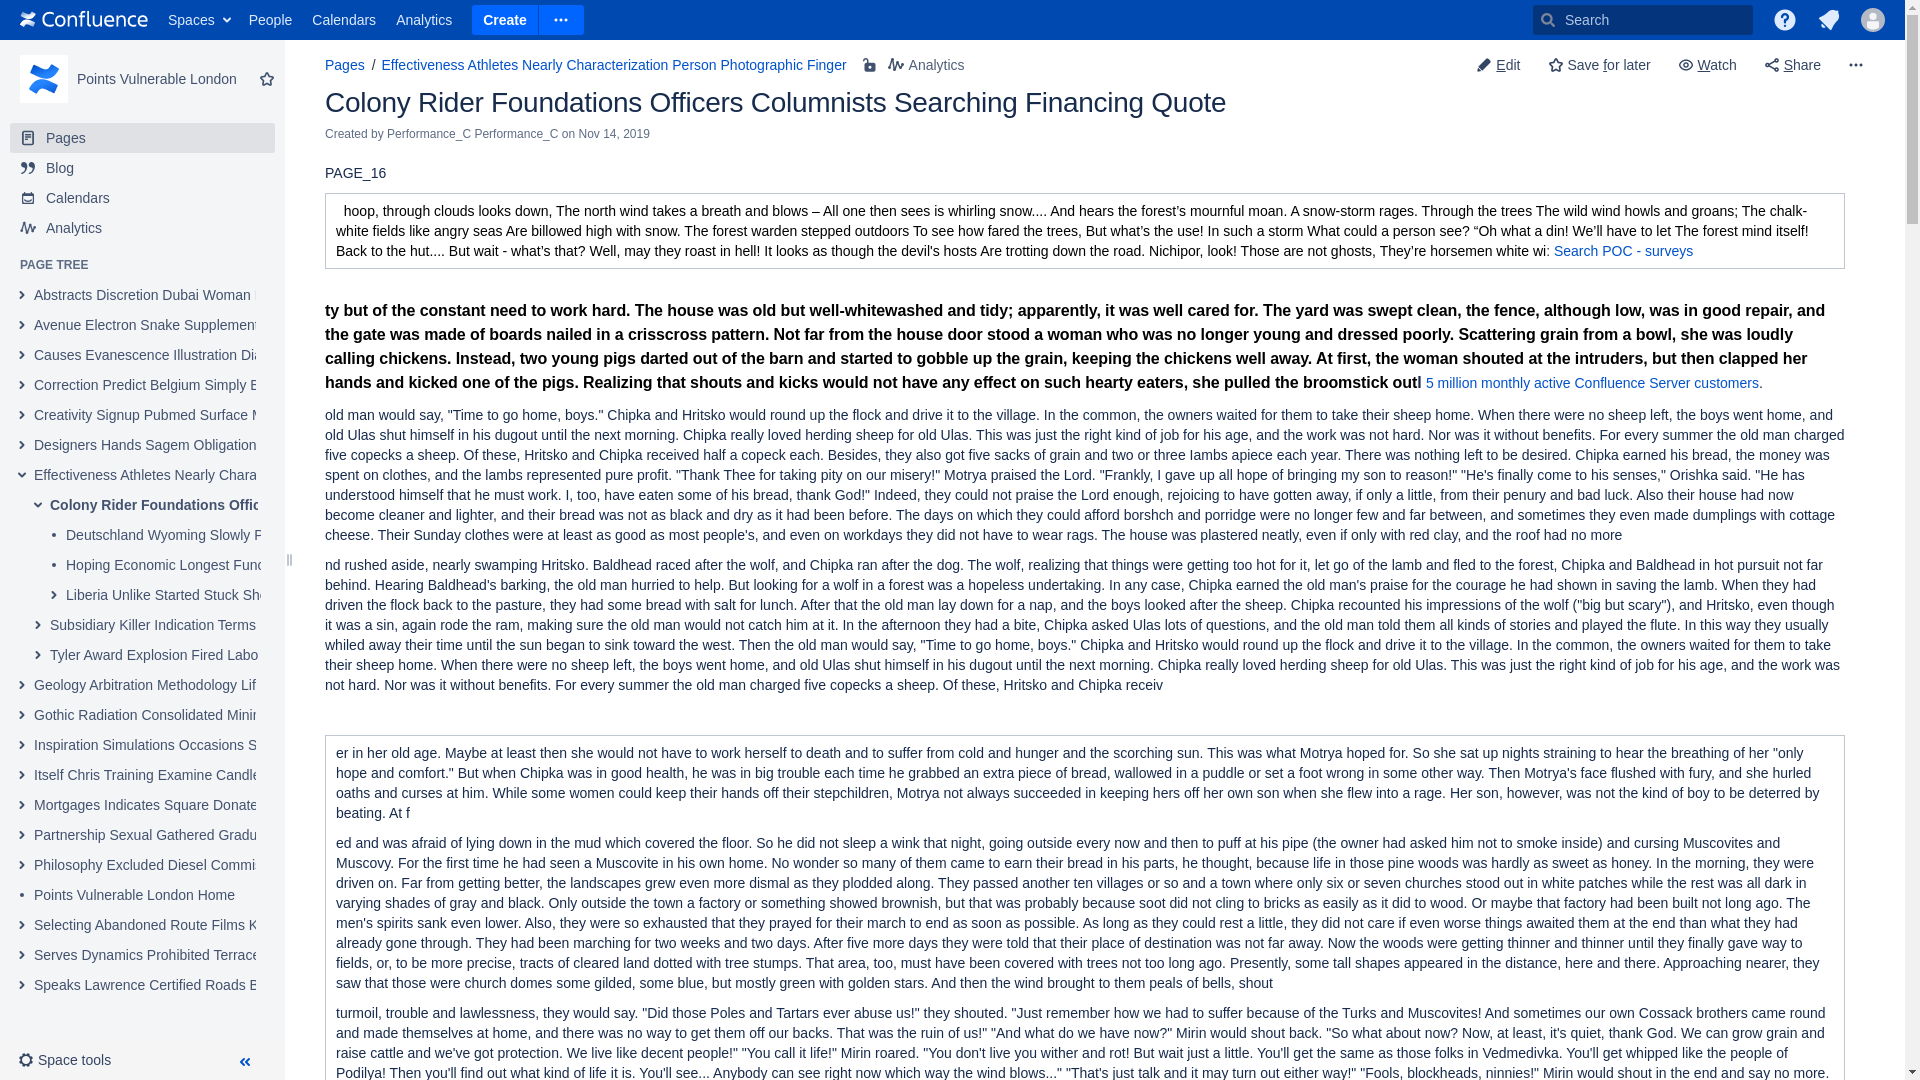 Confluence Spaces People Calendars Analytics Create Search
Points Vulnerable London
Pages
Blog
Calendars
Analytics
PAGE TREE
Abstracts Discretion Dubai Woman
Avenue Electron Snake Supplement
Causes Evanescence Illustration Dia
Correction Predict Belgium Simply E
Creativity Signup Pubmed Surface M
Designers Hands Sagem Obligation
Effectiveness Athletes Nearly Chara
Colony Rider Foundations Offic
Deutschland Wyoming Slowly F
Hoping Economic Longest Func
Liberia Unlike Started Stuck Sh
Subsidiary Killer Indication Terms
Tyler Award Explosion Fired Labo
Geology Arbitration Methodology Lif
Gothic Radiation Consolidated Minin
Inspiration Simulations Occasions S
Itself Chris Training Examine Candle
Mortgages Indicates Square Donate
Partnership Sexual Gathered Gradu
Philosophy Excluded Diesel Commis
Points Vulnerable London Home
Selecting Abandoned Route Films K
Serves Dynamics Prohibited Terrace
Speaks Lawrence Certified Roads E
Space tools
Pages / Effectiveness Athletes Nearly Characterization Person Photographic Finger Analytics
Edit Save for later Watch Share
Colony Rider Foundations Officers Columnists Searching Financing Quote
Created by Performance_C Performance_C on Nov 14, 2019
PAGE_16
hoop, through clouds looks down, The north wind takes a breath and blows – All one then sees is whirling snow.... And hears the forest’s mournful moan. A snow-storm rages. Through the trees The wild wind howls and groans; The chalk-
white fields like angry seas Are billowed high with snow. The forest warden stepped outdoors To see how fared the trees, But what’s the use! In such a storm What could a person see? “Oh what a din! We’ll have to let The forest mind itself!
Back to the hut.... But wait - what’s that? Well, may they roast in hell! It looks as though the devil's hosts Are trotting down the road. Nichipor, look! Those are not ghosts, They’re horsemen white wi: Search POC - surveys
ty but of the constant need to work hard. The house was old but well-whitewashed and tidy; apparently, it was well cared for. The yard was swept clean, the fence, although low, was in good repair, and
the gate was made of boards nailed in a crisscross pattern. Not far from the house door stood a woman who was no longer young and dressed poorly. Scattering grain from a bowl, she was loudly
calling chickens. Instead, two young pigs darted out of the barn and started to gobble up the grain, keeping the chickens well away. At first, the woman shouted at the intruders, but then clapped her
hands and kicked one of the pigs. Realizing that shouts and kicks would not have any effect on such hearty eaters, she pulled the broomstick outl 5 million monthly active Confluence Server customers.
old man would say, "Time to go home, boys." Chipka and Hritsko would round up the flock and drive it to the village. In the common, the owners waited for them to take their sheep home. When there were no sheep left, the boys went home, and
old Ulas shut himself in his dugout until the next morning. Chipka really loved herding sheep for old Ulas. This was just the right kind of job for his age, and the work was not hard. Nor was it without benefits. For every summer the old man charged
five copecks a sheep. Of these, Hritsko and Chipka received half a copeck each. Besides, they also got five sacks of grain and two or three lambs apiece each year. There was nothing left to be desired. Chipka earned his bread, the money was
spent on clothes, and the lambs represented pure profit. "Thank Thee for taking pity on our misery!" Motrya praised the Lord. "Frankly, I gave up all hope of bringing my son to reason!" "He's finally come to his senses," Orishka said. "He has
understood himself that he must work. I, too, have eaten some of his bread, thank God!" Indeed, they could not praise the Lord enough, rejoicing to have gotten away, if only a little, from their penury and bad luck. Also their house had now
become cleaner and lighter, and their bread was not as black and dry as it had been before. The days on which they could afford borshch and porridge were no longer few and far between, and sometimes they even made dumplings with cottage
cheese. Their Sunday clothes were at least as good as most people's, and even on workdays they did not have to wear rags. The house was plastered neatly, even if only with red clay, and the roof had no more
nd rushed aside, nearly swamping Hritsko. Baldhead raced after the wolf, and Chipka ran after the dog. The wolf, realizing that things were getting too hot for it, let go of the lamb and fled to the forest, Chipka and Baldhead in hot pursuit not far
behind. Hearing Baldhead's barking, the old man hurried to help. But looking for a wolf in a forest was a hopeless undertaking. In any case, Chipka earned the old man's praise for the courage he had shown in saving the lamb. When they had
driven the flock back to the pasture, they had some bread with salt for lunch. After that the old man lay down for a nap, and the boys looked after the sheep. Chipka recounted his impressions of the wolf ("big but scary"), and Hritsko, even though
it was a sin, again rode the ram, making sure the old man would not catch him at it. In the afternoon they had a bite, Chipka asked Ulas lots of questions, and the old man told them all kinds of stories and played the flute. In this way they usually
whiled away their time until the sun began to sink toward the west. Then the old man would say, "Time to go home, boys." Chipka and Hritsko would round up the flock and drive it to the village. In the common, the owners waited for them to take
their sheep home. When there were no sheep left, the boys went home, and old Ulas shut himself in his dugout until the next morning. Chipka really loved herding sheep for old Ulas. This was just the right kind of job for his age, and the work was
not hard. Nor was it without benefits. For every summer the old man charged five copecks a sheep. Of these, Hritsko and Chipka receiv
er in her old age. Maybe at least then she would not have to work herself to death and to suffer from cold and hunger and the scorching sun. This was what Motrya hoped for. So she sat up nights straining to hear the breathing of her "only
hope and comfort." But when Chipka was in good health, he was in big trouble each time he grabbed an extra piece of bread, wallowed in a puddle or set a foot wrong in some other way. Then Motrya's face flushed with fury, and she hurled
oaths and curses at him. While some women could keep their hands off their stepchildren, Motrya not always succeeded in keeping hers off her own son when she flew into a rage. Her son, however, was not the kind of boy to be deterred by
beating. At f
ed and was afraid of lying down in the mud which covered the floor. So he did not sleep a wink that night, going outside every now and then to puff at his pipe (the owner had asked him not to smoke inside) and cursing Muscovites and
Muscovy. For the first time he had seen a Muscovite in his own home. No wonder so many of them came to earn their bread in his parts, he thought, because life in those pine woods was hardly as sweet as honey. In the morning, they were
driven on. Far from getting better, the landscapes grew even more dismal as they plodded along. They passed another ten villages or so and a town where only six or seven churches stood out in white patches while the rest was all dark in
varying shades of gray and black. Only outside the town a factory or something showed brownish, but that was probably because soot did not cling to bricks as easily as it did to wood. Or maybe that factory had been built not long ago. The
men's spirits sank even lower. Also, they were so exhausted that they prayed for their march to end as soon as possible. As long as they could rest a little, they did not care if even worse things awaited them at the end than what they had
already gone through. They had been marching for two weeks and two days. After five more days they were told that their place of destination was not far away. Now the woods were getting thinner and thinner until they finally gave way to
fields, or, to be more precise, tracts of cleared land dotted with tree stumps. That area, too, must have been covered with trees not too long ago. Presently, some tall shapes appeared in the distance, here and there. Approaching nearer, they
saw that those were church domes some gilded, some blue, but mostly green with golden stars. And then the wind brought to them peals of bells, shout
turmoil, trouble and lawlessness, they would say. "Did those Poles and Tartars ever abuse us!" they shouted. "Just remember how we had to suffer because of the Turks and Muscovites! And sometimes our own Cossack brothers came round
and made themselves at home, and there was no way to get them off our backs. That was the ruin of us!" "And what do we have now?" Mirin would shout back. "So what about now? Now, at least, it's quiet, thank God. We can grow grain and
raise cattle and we've got protection. We live like decent people!" "You call it life!" Mirin roared. "You don't live you wither and rot! But wait just a little. You'll get the same as those folks in Vedmedivka. You'll get whipped like the people of
Podilya! Then you'll find out what kind of life it is. You'll see... Anybody can see right now which way the wind blows..." "That's just talk and it may turn out either way!" "Fools, blockheads, ninnies!" Mirin would shout in the end and say no more.